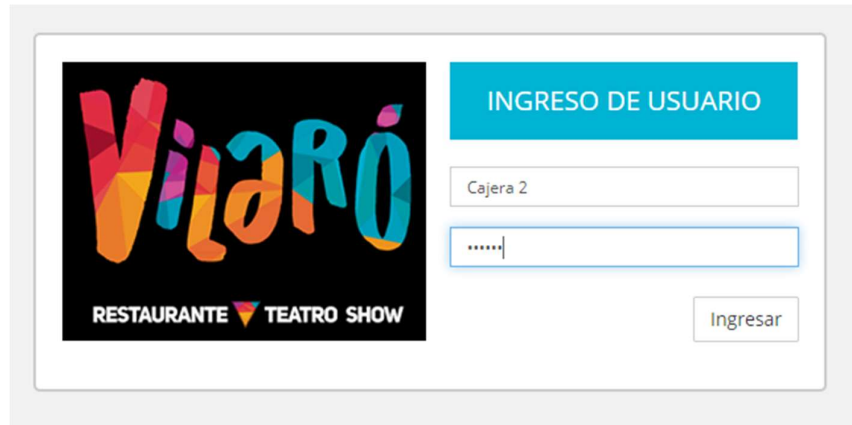 Vilaró
RESTAURANTE TEATRO SHOW
INGRESO DE USUARIO
Cajera 2
••••••
Ingresar